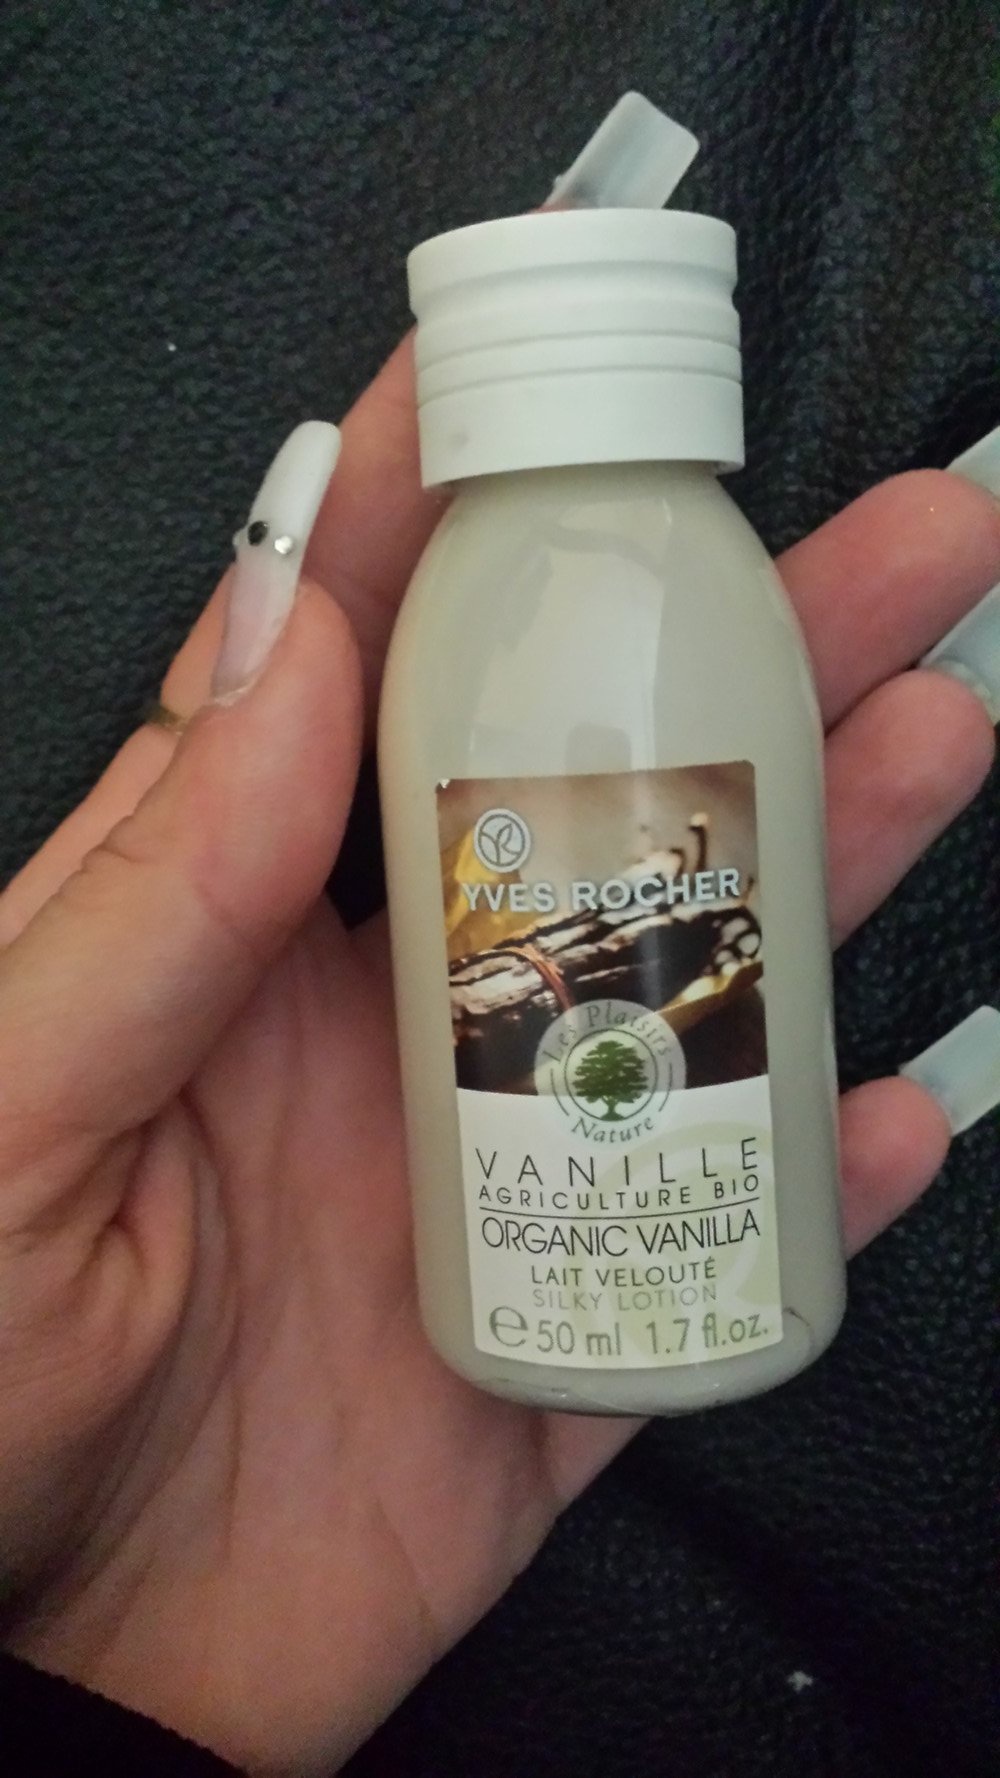 YVES ROCHER
Les Plaisirs
Nature
VANILLE
AGRICULTURE BIO
ORGANIC VANILLA
LAIT VELOUTÉ
SILKY LOTION
℮ 50 ml 1.7 fl.oz.